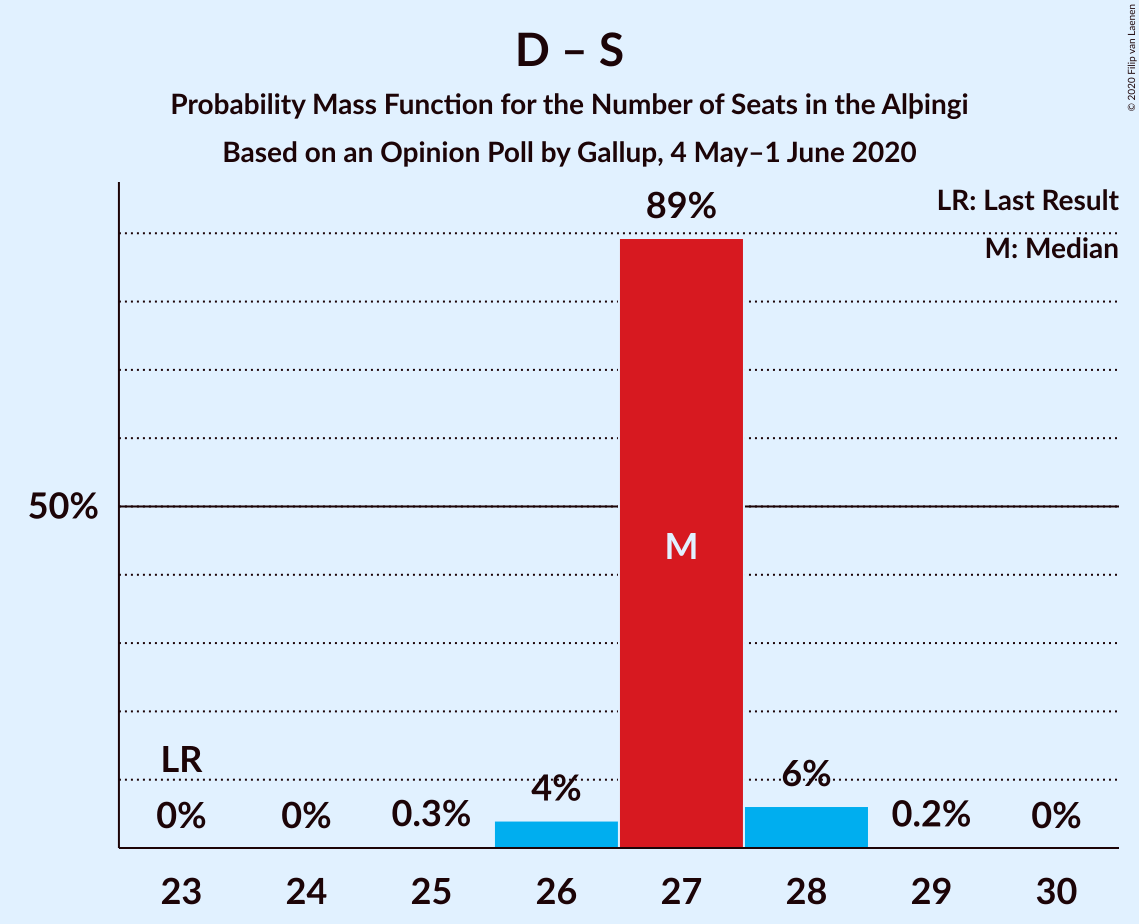 D – S
Probability Mass Function for the Number of Seats in the Alþingi
Based on an Opinion Poll by Gallup, 4 May–1 June 2020
© 2020 Filip van Laenen
LR: Last Result
M: Median
50%
89%
M
LR
0%
0%
0.3%
4%
6%
0.2%
0%
23
24
25
26
27
28
29
30